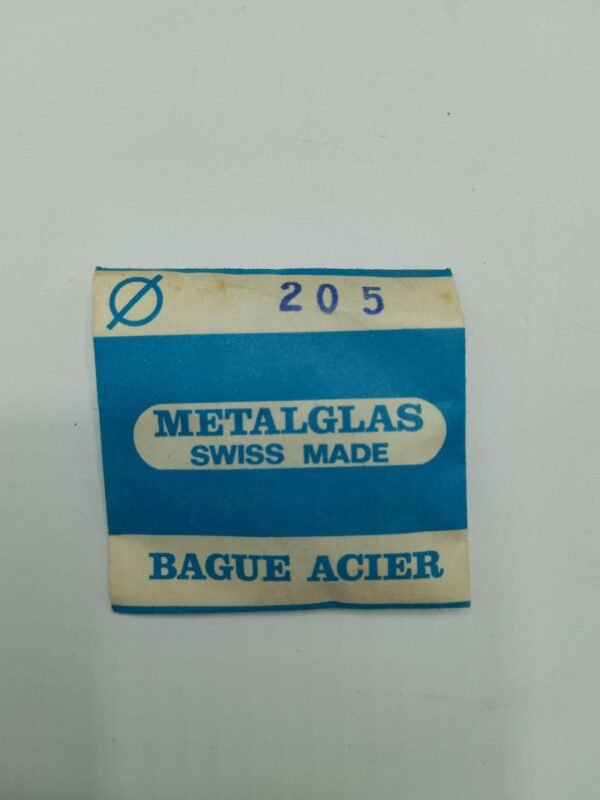 Ø 205
METALGLAS
SWISS MADE
BAGUE ACIER